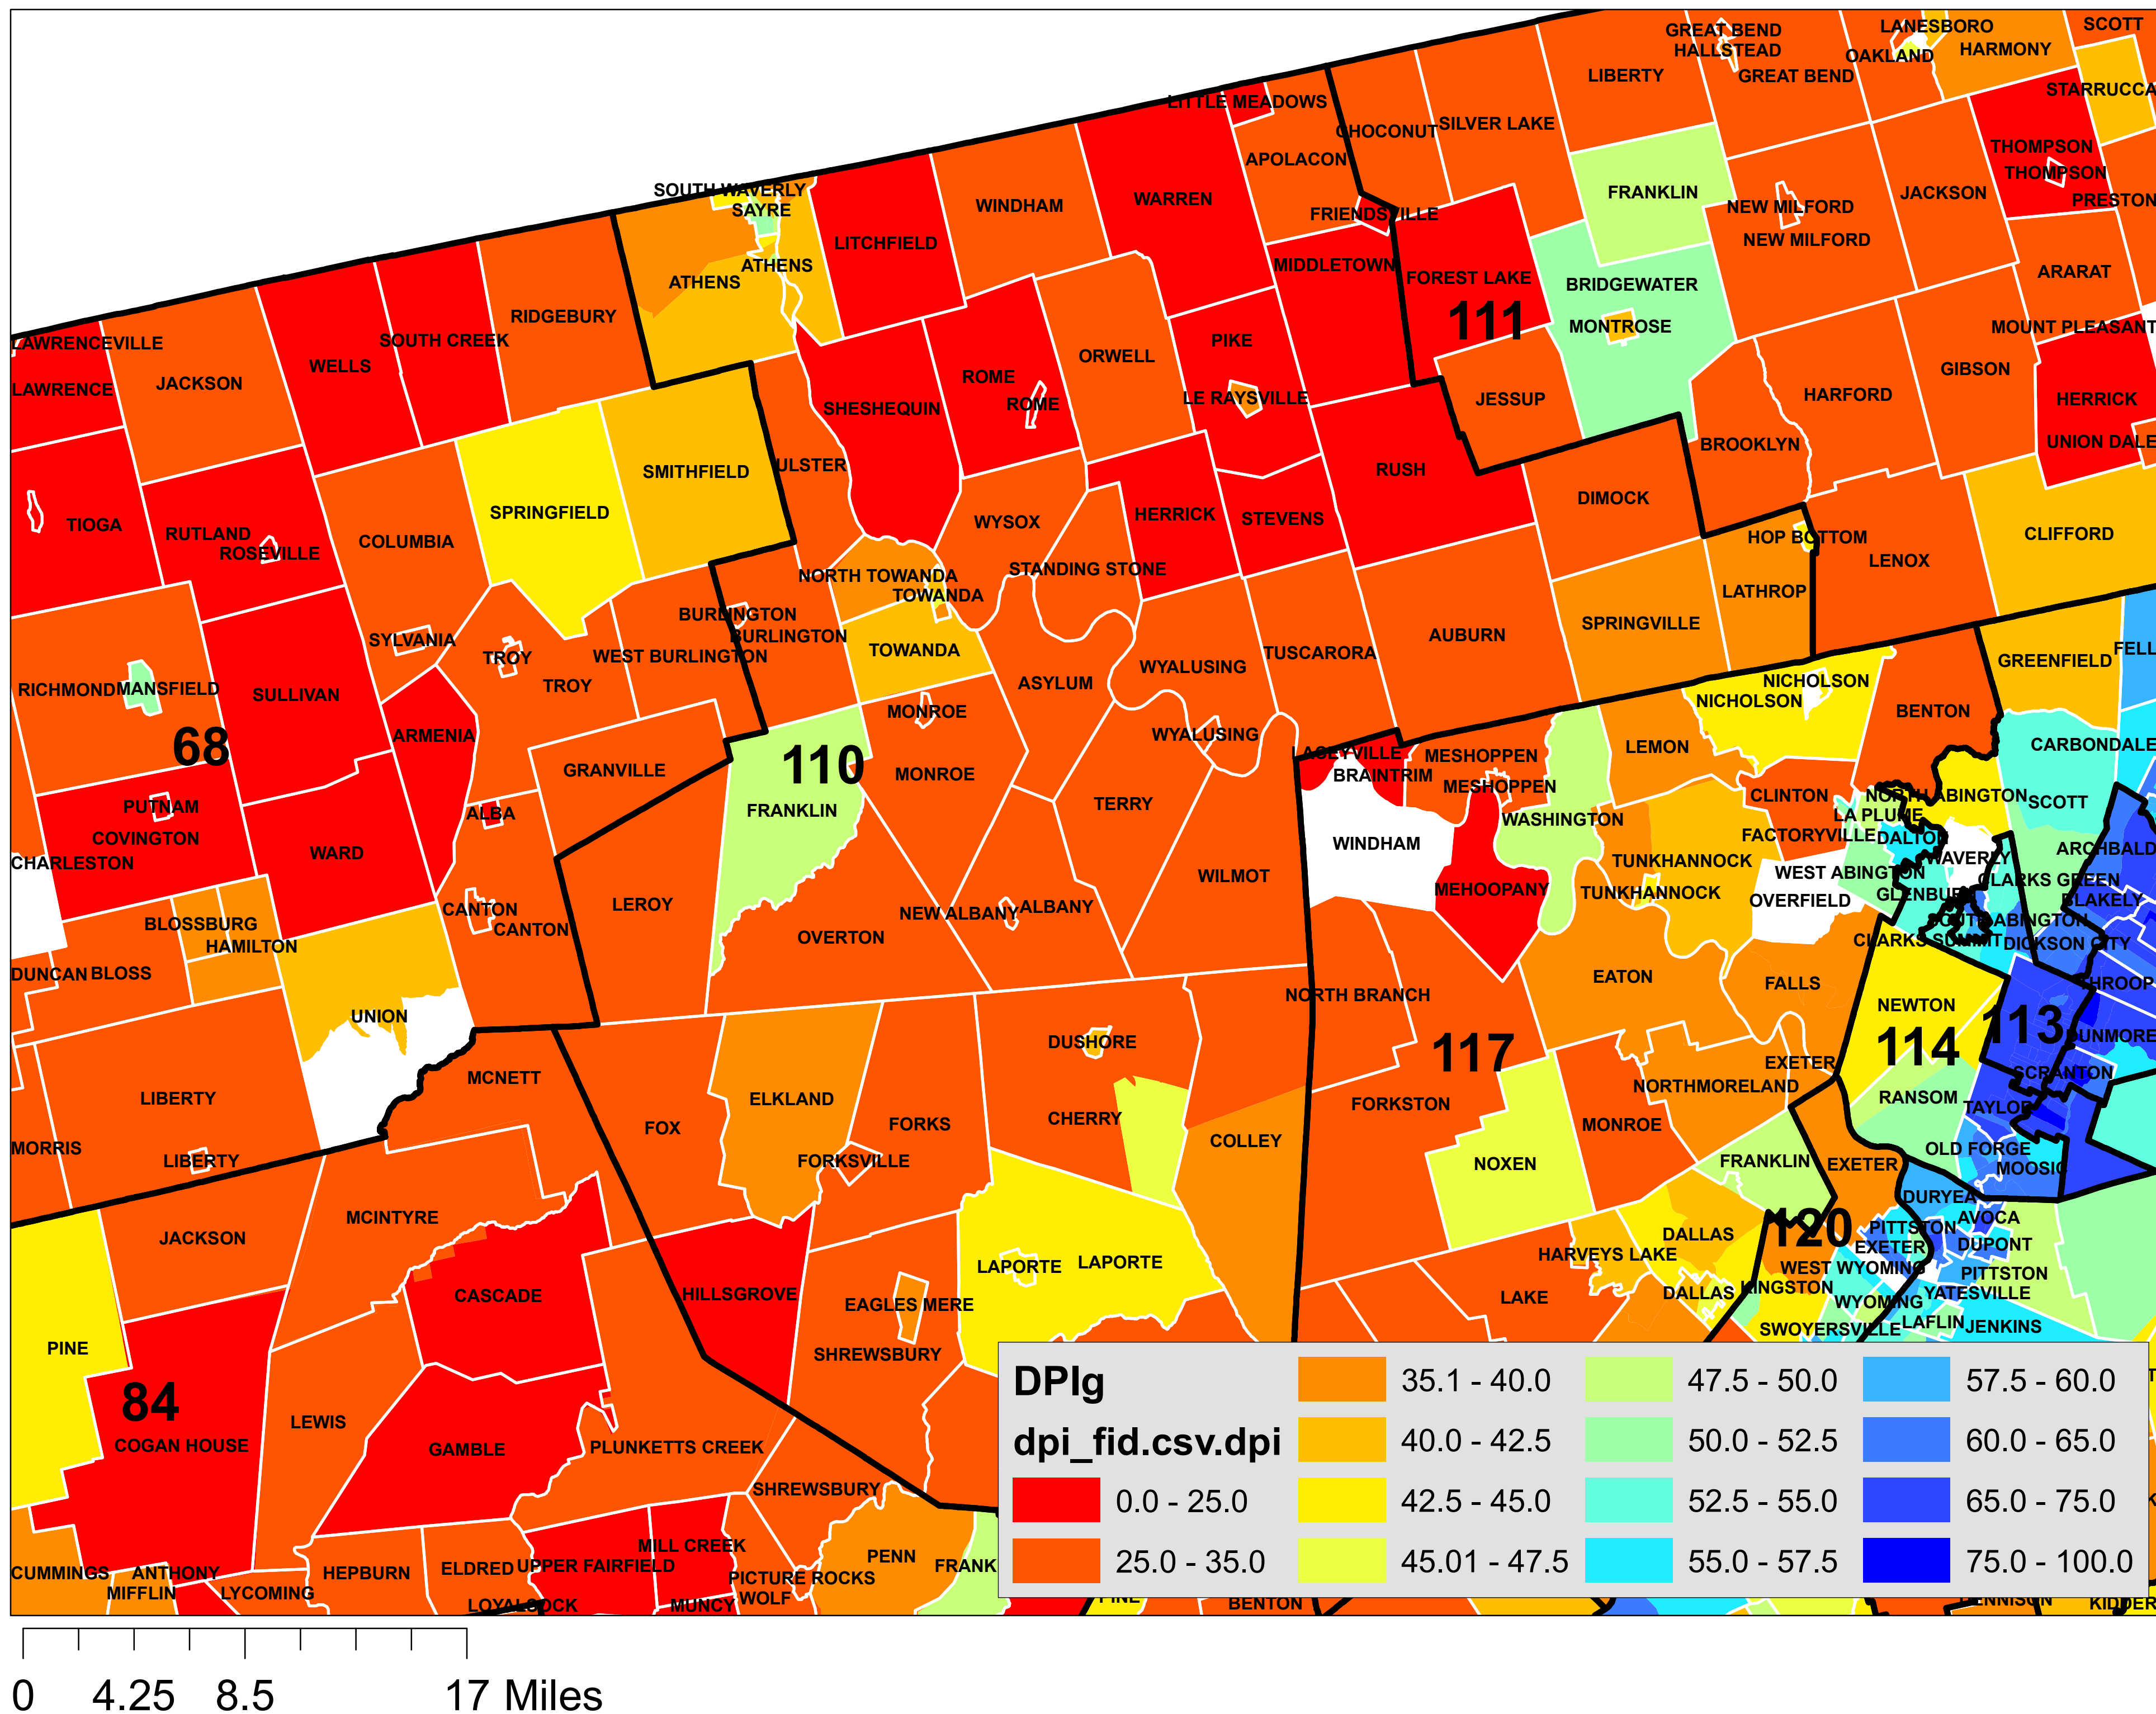 GREAT BEND
HALLSTEAD
LIBERTY
GREAT BEND
LANESBORO
OAKLAND
HARMONY
SCOTT
STARRUCCA
LITTLE MEADOWS
CHOCONUT
SILVER LAKE
APOLACON
FRANKLIN
THOMPSON
THOMPSON
JACKSON
PRESTON
SOUTH WAVERLY
SAYRE
WINDHAM
WARREN
FRIENDSVILLE
NEW MILFORD
NEW MILFORD
LITCHFIELD
ATHENS
ATHENS
MIDDLETOWN
FOREST LAKE
111
BRIDGEWATER
MONTROSE
ARARAT
RIDGEBURY
LAWRENCEVILLE
LAWRENCE
JACKSON
WELLS
SOUTH CREEK
PIKE
ORWELL
ROME
ROME
LE RAYSVILLE
JESSUP
MOUNT PLEASANT
GIBSON
HARFORD
HERRICK
UNION DALE
SHESHEQUIN
BROOKLYN
ULSTER
SMITHFIELD
SPRINGFIELD
RUSH
DIMOCK
TIOGA
RUTLAND
ROSEVILLE
COLUMBIA
WYSOX
HERRICK
STEVENS
HOP BOTTOM
LENOX
CLIFFORD
NORTH TOWANDA
TOWANDA
STANDING STONE
LATHROP
BURLINGTON
BURLINGTON
TOWANDA
AUBURN
SPRINGVILLE
SYLVANIA
TROY
TROY
WEST BURLINGTON
WYALUSING
TUSCARORA
GREENFIELD
FELL
RICHMOND
MANSFIELD
SULLIVAN
ASYLUM
NICHOLSON
NICHOLSON
BENTON
68
ARMENIA
MONROE
WYALUSING
LACEYVILLE
BRAINTRIM
MESHOPPEN
MESHOPPEN
LEMON
CARBONDALE
110
GRANVILLE
MONROE
FRANKLIN
TERRY
CLINTON
NORTH ABINGTON
SCOTT
PUTNAM
COVINGTON
ALBA
WASHINGTON
LA PLUME
FACTORYVILLE
DALTON
CHARLESTON
WARD
WINDHAM
TUNKHANNOCK
TUNKHANNOCK
WAVERLY
ARCHBALD
WEST ABINGTON
CLARKS GREEN
GLENBURN
BLAKELY
MEHOOPANY
OVERFIELD
WILMOT
LEROY
CANTON
CANTON
NEW ALBANY
ALBANY
BLOSSBURG
HAMILTON
OVERTON
SOUTH ABINGTON
CLARKS SUMMIT
DICKSON CITY
DUNCAN
BLOSS
EATON
FALLS
THROOP
NORTH BRANCH
NEWTON
UNION
DUSHORE
117
114
113
DUNMORE
EXETER
SCRANTON
MCNETT
LIBERTY
ELKLAND
NORTHMORELAND
FORKSTON
RANSOM
TAYLOR
FOX
FORKS
CHERRY
MONROE
COLLEY
MORRIS
LIBERTY
FORKSVILLE
NOXEN
FRANKLIN
EXETER
OLD FORGE
MOOSIC
DURYEA
MCINTYRE
JACKSON
120
AVOCA
PITTSTON
DALLAS
HARVEYS LAKE
EXETER
DUPONT
LAPORTE
LAPORTE
WEST WYOMING
PITTSTON
CASCADE
HILLSGROVE
EAGLES MERE
LAKE
DALLAS
KINGSTON
WYOMING
YATESVILLE
LAFLIN
JENKINS
SWOYERSVILLE
PINE
SHREWSBURY
84
LEWIS
COGAN HOUSE
GAMBLE
PLUNKETTS CREEK
SHREWSBURY
MILL CREEK
CUMMINGS
ANTHONY
MIFFLIN
LYCOMING
HEPBURN
ELDRED
UPPER FAIRFIELD
PICTURE ROCKS
WOLF
PENN
FRANK
LOYALSOCK
MUNCY
PINE
BENTON
DENNISON
KIDDER
DPIg
dpi_fid.csv.dpi
0.0 - 25.0
25.0 - 35.0
35.1 - 40.0
40.0 - 42.5
42.5 - 45.0
45.01 - 47.5
47.5 - 50.0
50.0 - 52.5
52.5 - 55.0
55.0 - 57.5
57.5 - 60.0
60.0 - 65.0
65.0 - 75.0
75.0 - 100.0
0 4.25 8.5 17 Miles